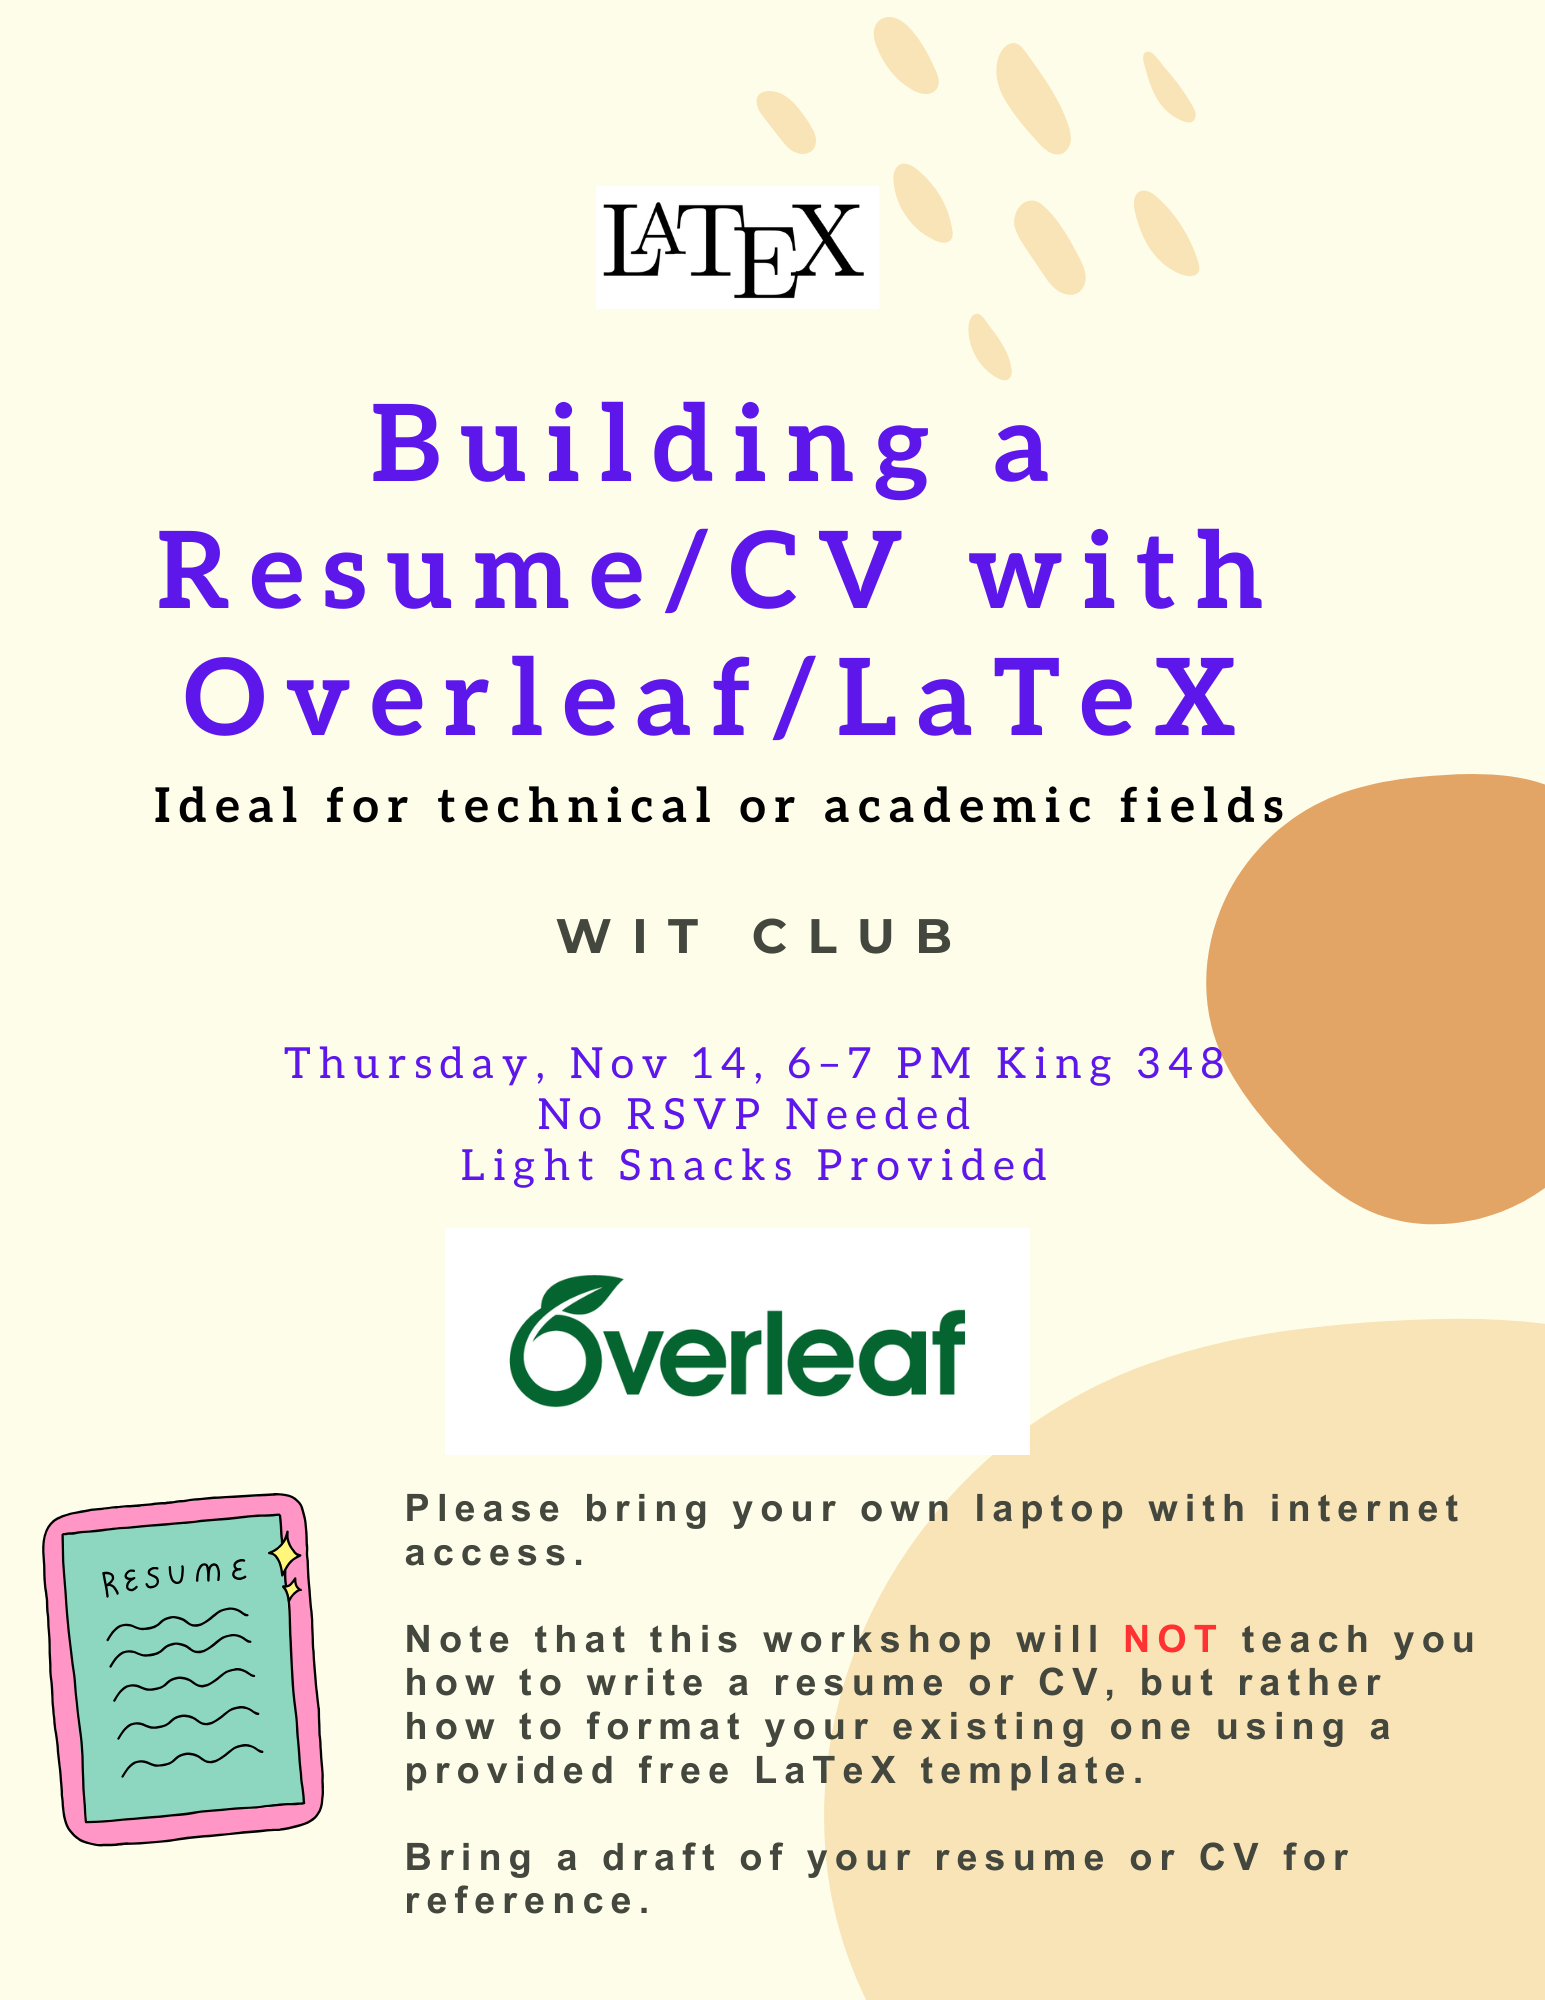 LATEX
Building a
Resume/CV with
Overleaf/LaTeX
Ideal for technical or academic fields
WIT CLUB
Thursday, Nov 14, 6–7 PM King 348
No RSVP Needed
Light Snacks Provided
Overleaf
RESUME
Please bring your own laptop with internet
access.
Note that this workshop will NOT teach you
how to write a resume or CV, but rather
how to format your existing one using a
provided free LaTeX template.
Bring a draft of your resume or CV for
reference.